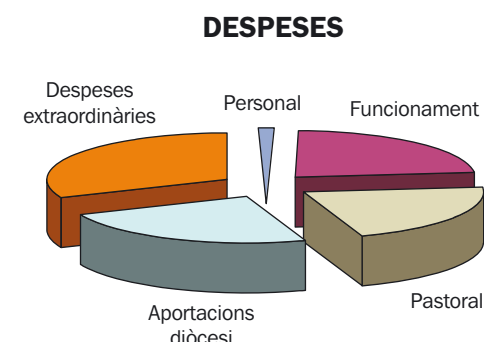 DESPESES
Despeses
extraordinàries
Personal
Funcionament
Pastoral
Aportacions
diòcesi